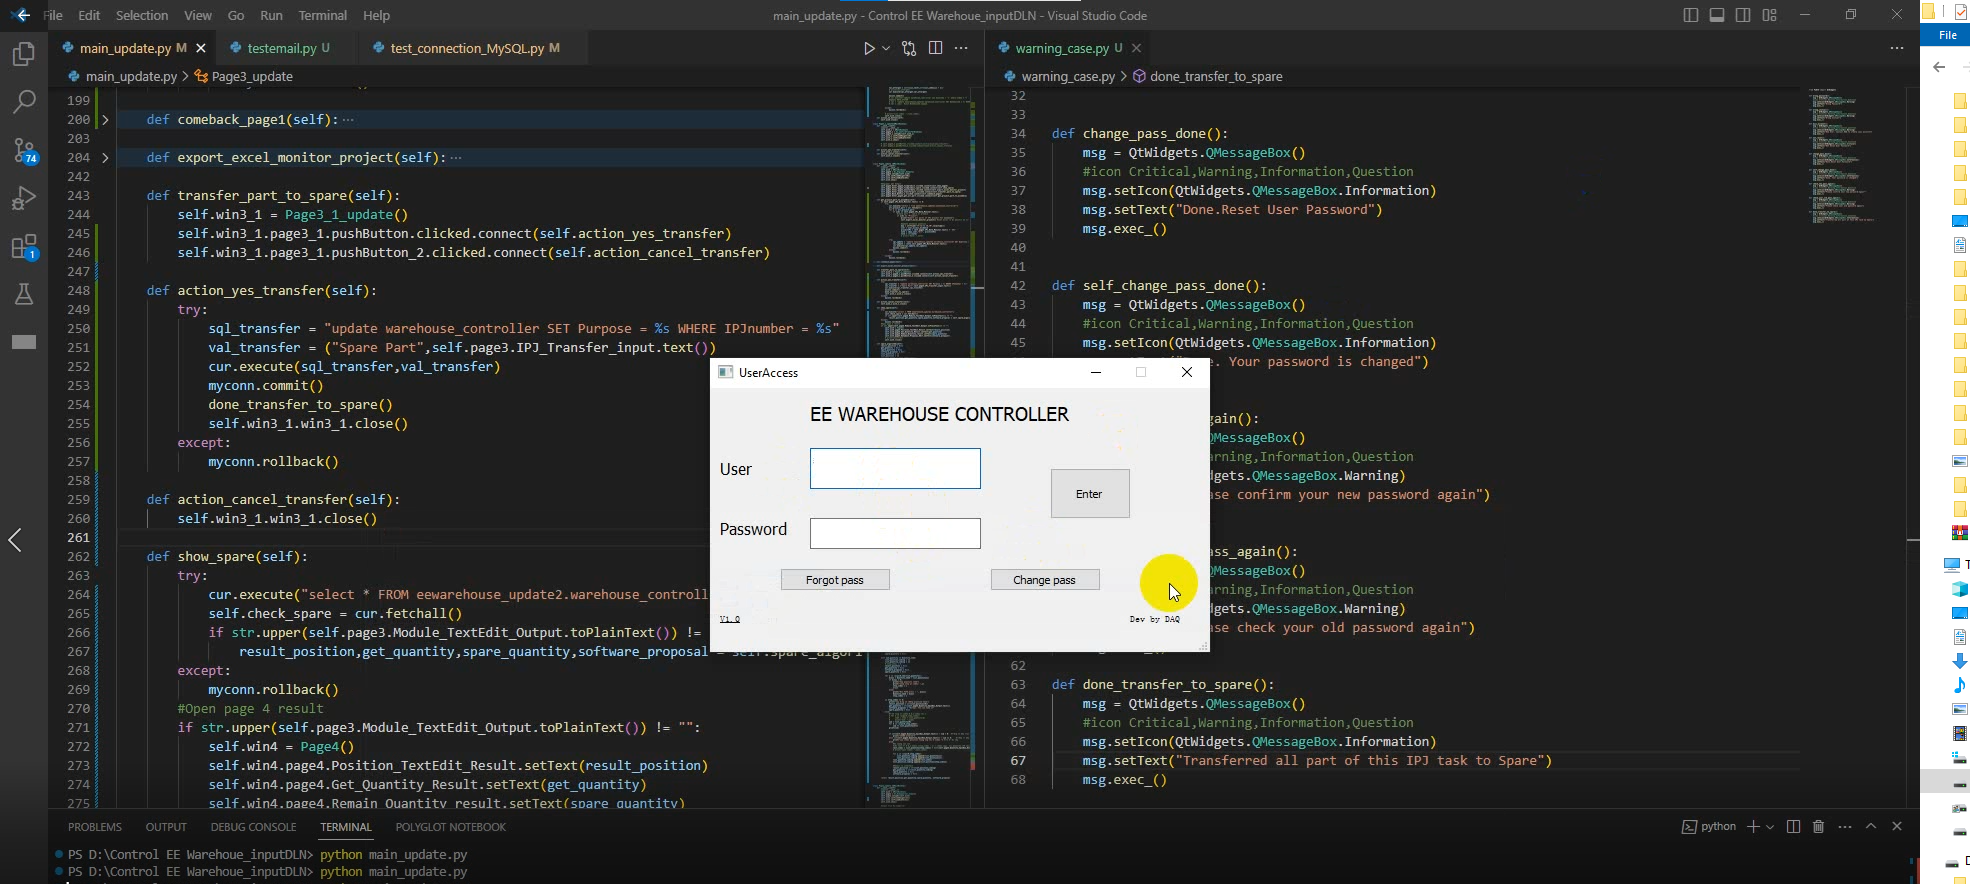 File Edit Selection View Go Run Terminal Help
main_update.py - Control EE Warehoue_inputDLN - Visual Studio Code
File
main_update.py M
testemail.py U
test_connection_MySQL.py M
main_update.py > Page3_update
199
200 def comeback_page1(self): ···
203
204 def export_excel_monitor_project(self): ···
242
243 def transfer_part_to_spare(self):
244 self.win3_1 = Page3_1_update()
245 self.win3_1.page3_1.pushButton.clicked.connect(self.action_yes_transfer)
246 self.win3_1.page3_1.pushButton_2.clicked.connect(self.action_cancel_transfer)
247
248 def action_yes_transfer(self):
249 try:
250 sql_transfer = "update warehouse_controller SET Purpose = %s WHERE IPJnumber = %s"
251 val_transfer = ("Spare Part",self.page3.IPJ_Transfer_input.text())
252 cur.execute(sql_transfer,val_transfer)
253 myconn.commit()
254 done_transfer_to_spare()
255 self.win3_1.win3_1.close()
256 except:
257 myconn.rollback()
258
259 def action_cancel_transfer(self):
260 self.win3_1.win3_1.close()
261
262 def show_spare(self):
263 try:
264 cur.execute("select * FROM eewarehouse_update2.warehouse_controll
265 self.check_spare = cur.fetchall()
266 if str.upper(self.page3.Module_TextEdit_Output.toPlainText()) !=
267 result_position,get_quantity,spare_quantity,software_proposal = self.spare_algori
268 except:
269 myconn.rollback()
270 #Open page 4 result
271 if str.upper(self.page3.Module_TextEdit_Output.toPlainText()) != "":
272 self.win4 = Page4()
273 self.win4.page4.Position_TextEdit_Result.setText(result_position)
274 self.win4.page4.Get_Quantity_Result.setText(get_quantity)
275 self.win4.page4.Remain_Quantity_result.setText(spare_quantity)
warning_case.py U
warning_case.py > done_transfer_to_spare
32
33
34 def change_pass_done():
35 msg = QtWidgets.QMessageBox()
36 #icon Critical,Warning,Information,Question
37 msg.setIcon(QtWidgets.QMessageBox.Information)
38 msg.setText("Done.Reset User Password")
39 msg.exec_()
40
41
42 def self_change_pass_done():
43 msg = QtWidgets.QMessageBox()
44 #icon Critical,Warning,Information,Question
45 msg.setIcon(QtWidgets.QMessageBox.Information)
. Your password is changed")
gain():
QMessageBox()
rning,Information,Question
dgets.QMessageBox.Warning)
ase confirm your new password again")
ass_again():
QMessageBox()
rning,Information,Question
dgets.QMessageBox.Warning)
ase check your old password again")
62
63 def done_transfer_to_spare():
64 msg = QtWidgets.QMessageBox()
65 #icon Critical,Warning,Information,Question
66 msg.setIcon(QtWidgets.QMessageBox.Information)
67 msg.setText("Transferred all part of this IPJ task to Spare")
68 msg.exec_()
UserAccess
EE WAREHOUSE CONTROLLER
User
Password
Enter
Forgot pass
Change pass
V1.0
Dev by DAQ
74
1
PROBLEMS OUTPUT DEBUG CONSOLE TERMINAL POLYGLOT NOTEBOOK
python
PS D:\Control EE Warehoue_inputDLN> python main_update.py
PS D:\Control EE Warehoue_inputDLN> python main_update.py